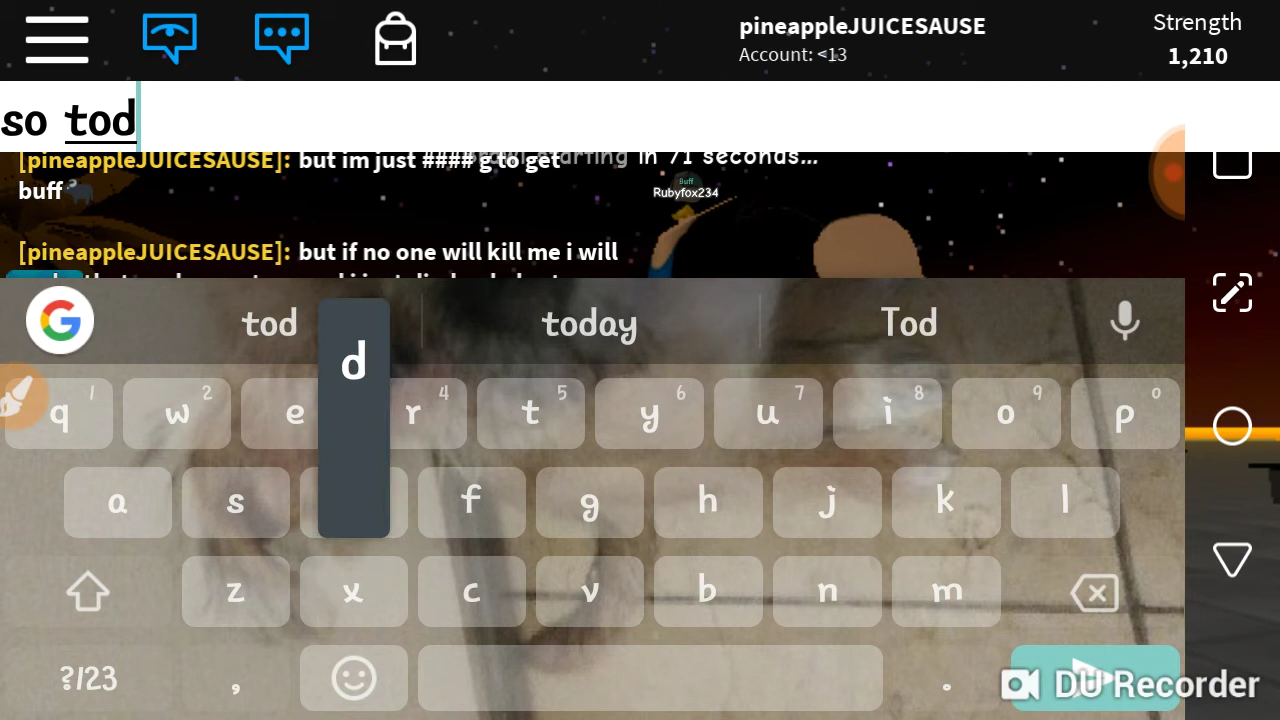 pineappleJUICESAUSE
Account: <13
Strength
1,210
so tod
[pineappleJUICESAUSE]: but im just #### g to get
buff
starting in 71 seconds...
Buff
Rubyfox234
[pineappleJUICESAUSE]: but if no one will kill me i will
tod today Tod
d
1 2 4 5 6 7 8 9 0
q w e r t y u i o p
a s f g h j k l
z x c v b n m
?123 , .
DU Recorder